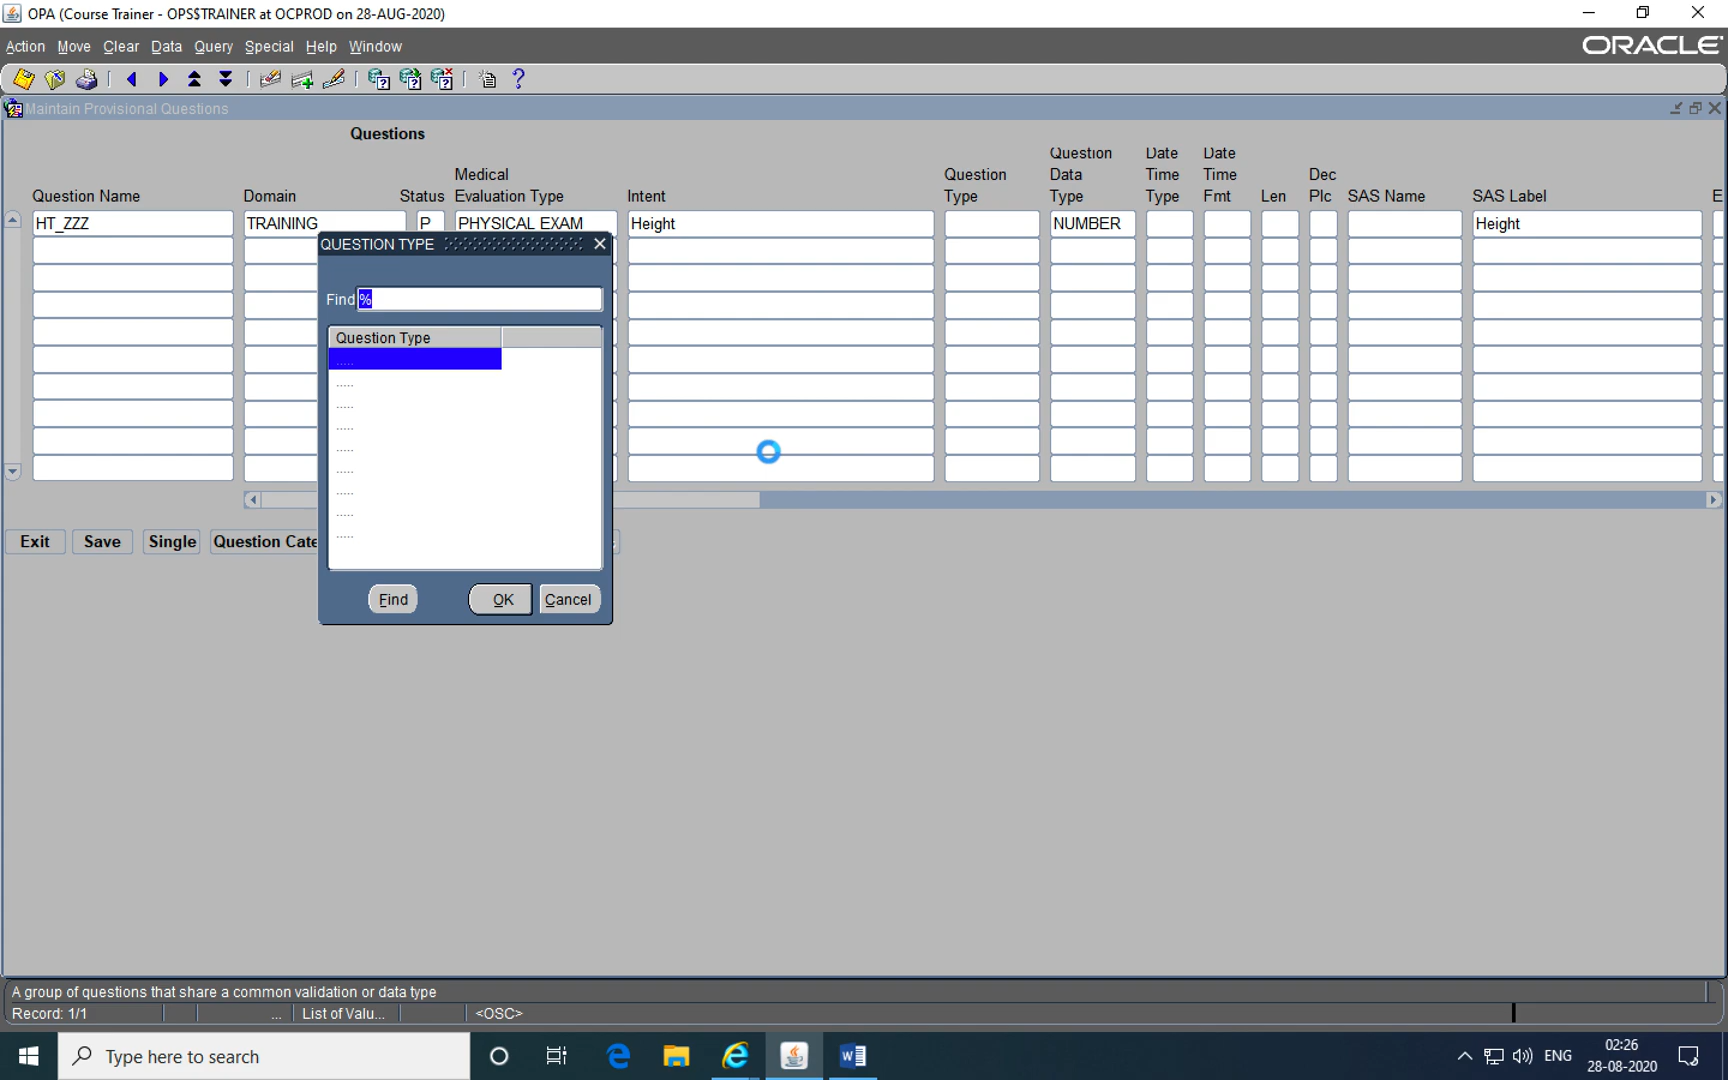 OPA (Course Trainer - OPS$TRAINER at OCPROD on 28-AUG-2020)
Action Move Clear Data Query Special Help Window
ORACLE
Maintain Provisional Questions
Questions
Question Name
Domain
Status
Medical
Evaluation Type
Intent
Question
Type
Question
Data
Type
Date
Time
Type
Date
Time
Fmt
Len
Dec
Plc
SAS Name
SAS Label
E
HT_ZZZ TRAINING P PHYSICAL EXAM Height NUMBER Height
QUESTION TYPE
Find %
Question Type
.....
.....
.....
.....
.....
.....
.....
.....
.....
Find OK Cancel
Exit Save Single Question Cate
A group of questions that share a common validation or data type
Record: 1/1 ... List of Valu... <OSC>
Type here to search
ENG
02:26
28-08-2020